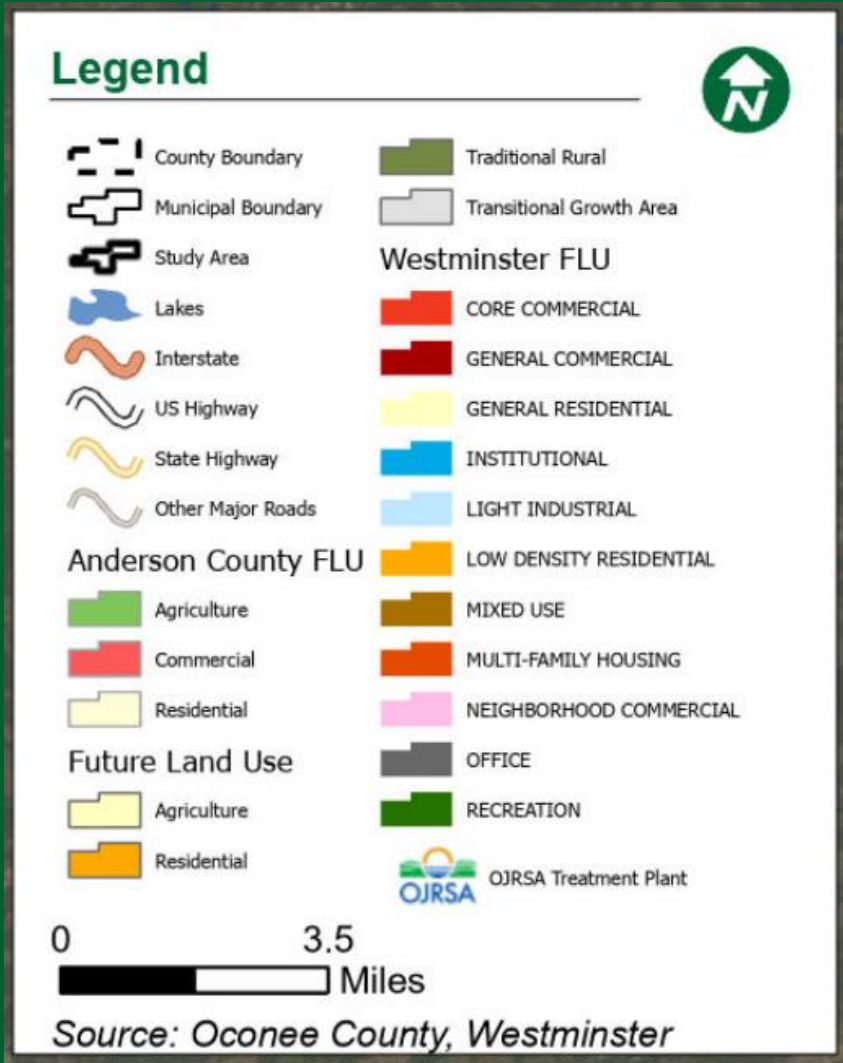 Legend
N
County Boundary
Municipal Boundary
Study Area
Lakes
Interstate
US Highway
State Highway
Other Major Roads
Anderson County FLU
Agriculture
Commercial
Residential
Future Land Use
Agriculture
Residential
Traditional Rural
Transitional Growth Area
Westminster FLU
CORE COMMERCIAL
GENERAL COMMERCIAL
GENERAL RESIDENTIAL
INSTITUTIONAL
LIGHT INDUSTRIAL
LOW DENSITY RESIDENTIAL
MIXED USE
MULTI-FAMILY HOUSING
NEIGHBORHOOD COMMERCIAL
OFFICE
RECREATION
OJRSA OJRSA Treatment Plant
0 3.5
Miles
Source: Oconee County, Westminster